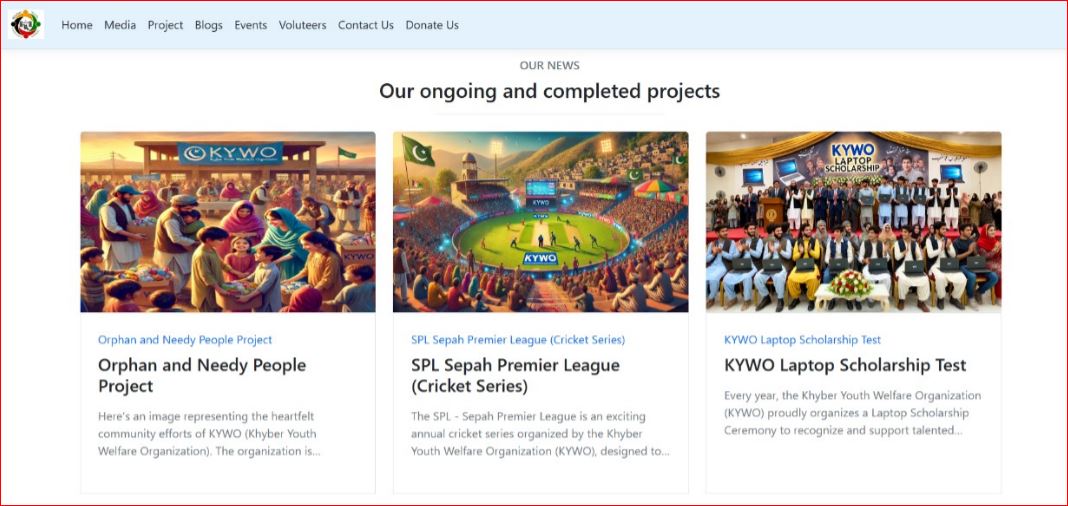 Home Media Project Blogs Events Voluteers Contact Us Donate Us
OUR NEWS
Our ongoing and completed projects
KYWO
KYWO
KYWO
KYWO
KYWO
KYWO
LAPTOP
SCHOLARSHIP
Orphan and Needy People Project
Orphan and Needy People
Project
Here's an image representing the heartfelt
community efforts of KYWO (Khyber Youth
Welfare Organization). The organization is...
SPL Sepah Premier League (Cricket Series)
SPL Sepah Premier League
(Cricket Series)
The SPL - Sepah Premier League is an exciting
annual cricket series organized by the Khyber
Youth Welfare Organization (KYWO), designed to...
KYWO Laptop Scholarship Test
KYWO Laptop Scholarship Test
Every year, the Khyber Youth Welfare Organization
(KYWO) proudly organizes a Laptop Scholarship
Ceremony to recognize and support talented...